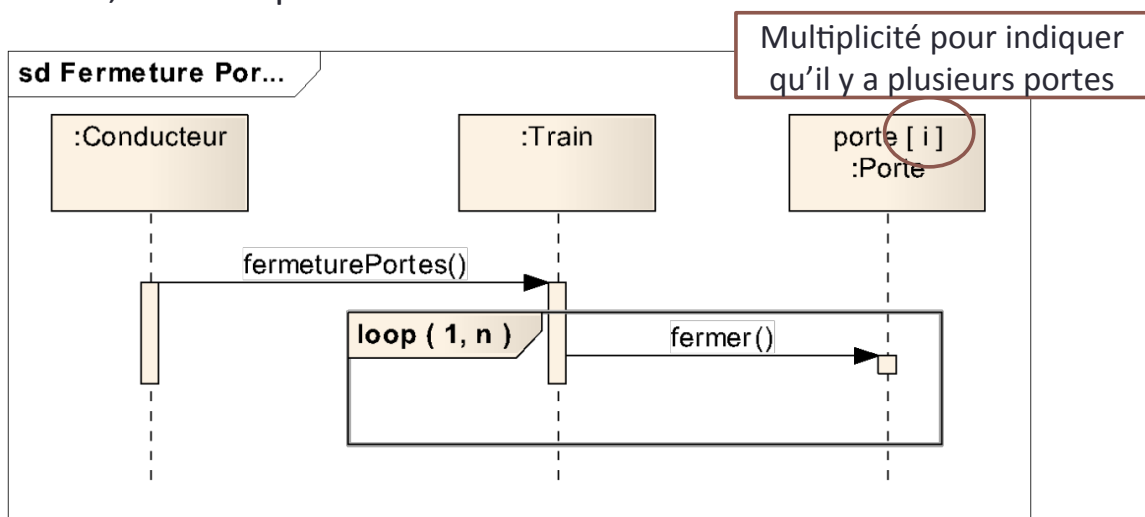 Multiplicité pour indiquer
qu'il y a plusieurs portes
sd Fermeture Por...
:Conducteur
:Train
porte [ i ]
:Porte
fermeturePortes()
loop ( 1, n )
fermer()